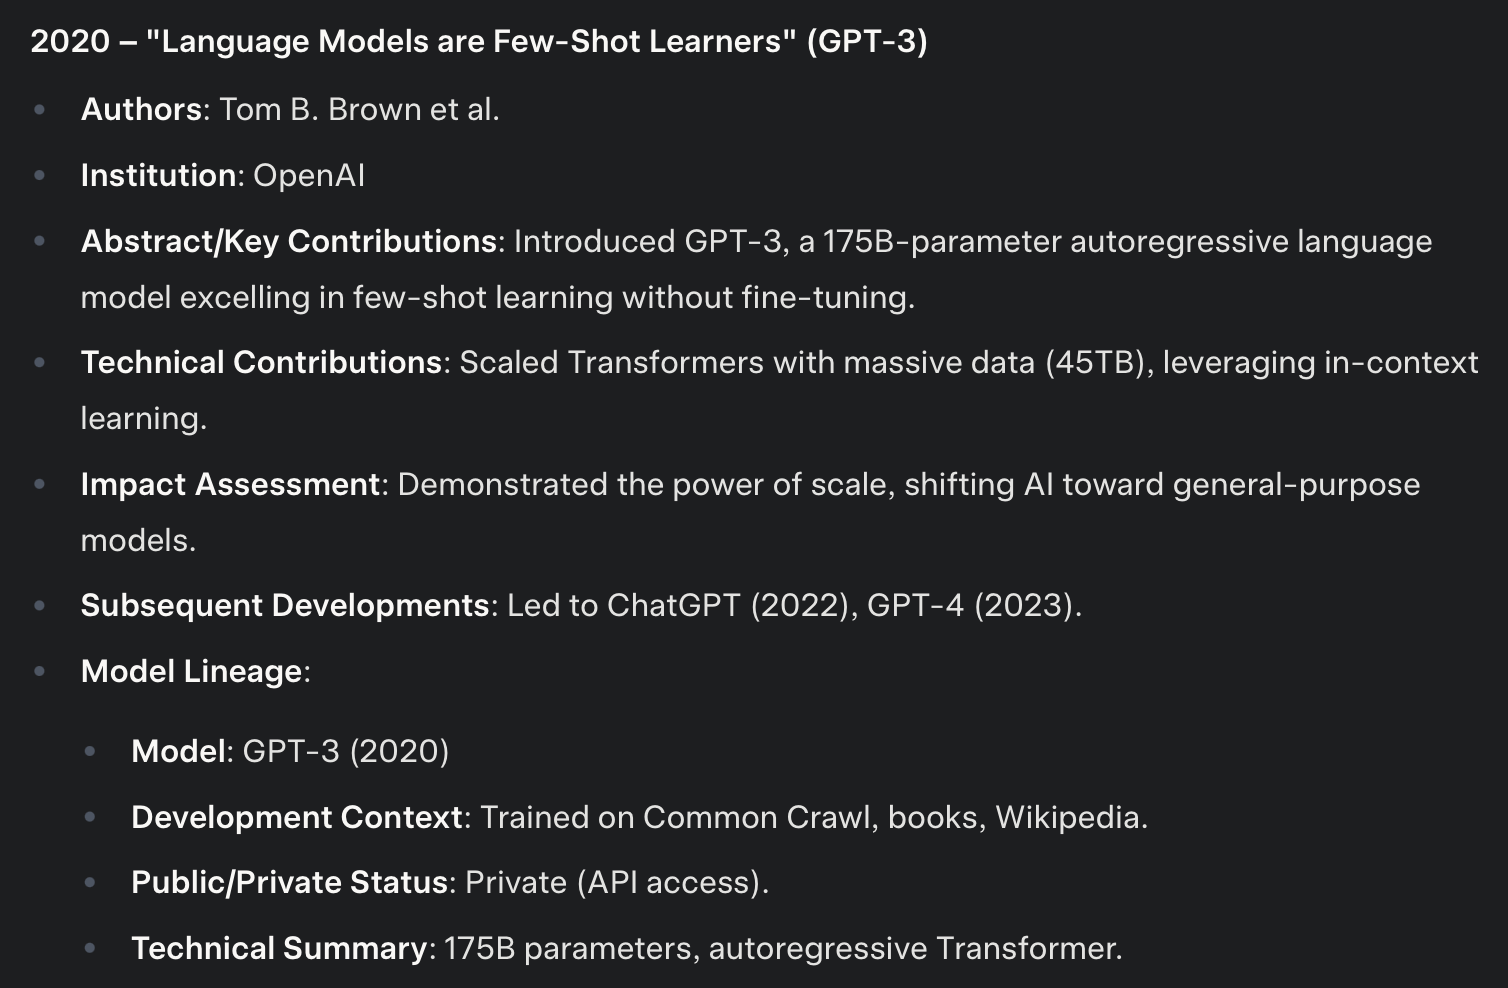 2020 – "Language Models are Few-Shot Learners" (GPT-3)
• Authors: Tom B. Brown et al.
• Institution: OpenAI
• Abstract/Key Contributions: Introduced GPT-3, a 175B-parameter autoregressive language
model excelling in few-shot learning without fine-tuning.
• Technical Contributions: Scaled Transformers with massive data (45TB), leveraging in-context
learning.
• Impact Assessment: Demonstrated the power of scale, shifting AI toward general-purpose
models.
• Subsequent Developments: Led to ChatGPT (2022), GPT-4 (2023).
• Model Lineage:
• Model: GPT-3 (2020)
• Development Context: Trained on Common Crawl, books, Wikipedia.
• Public/Private Status: Private (API access).
• Technical Summary: 175B parameters, autoregressive Transformer.